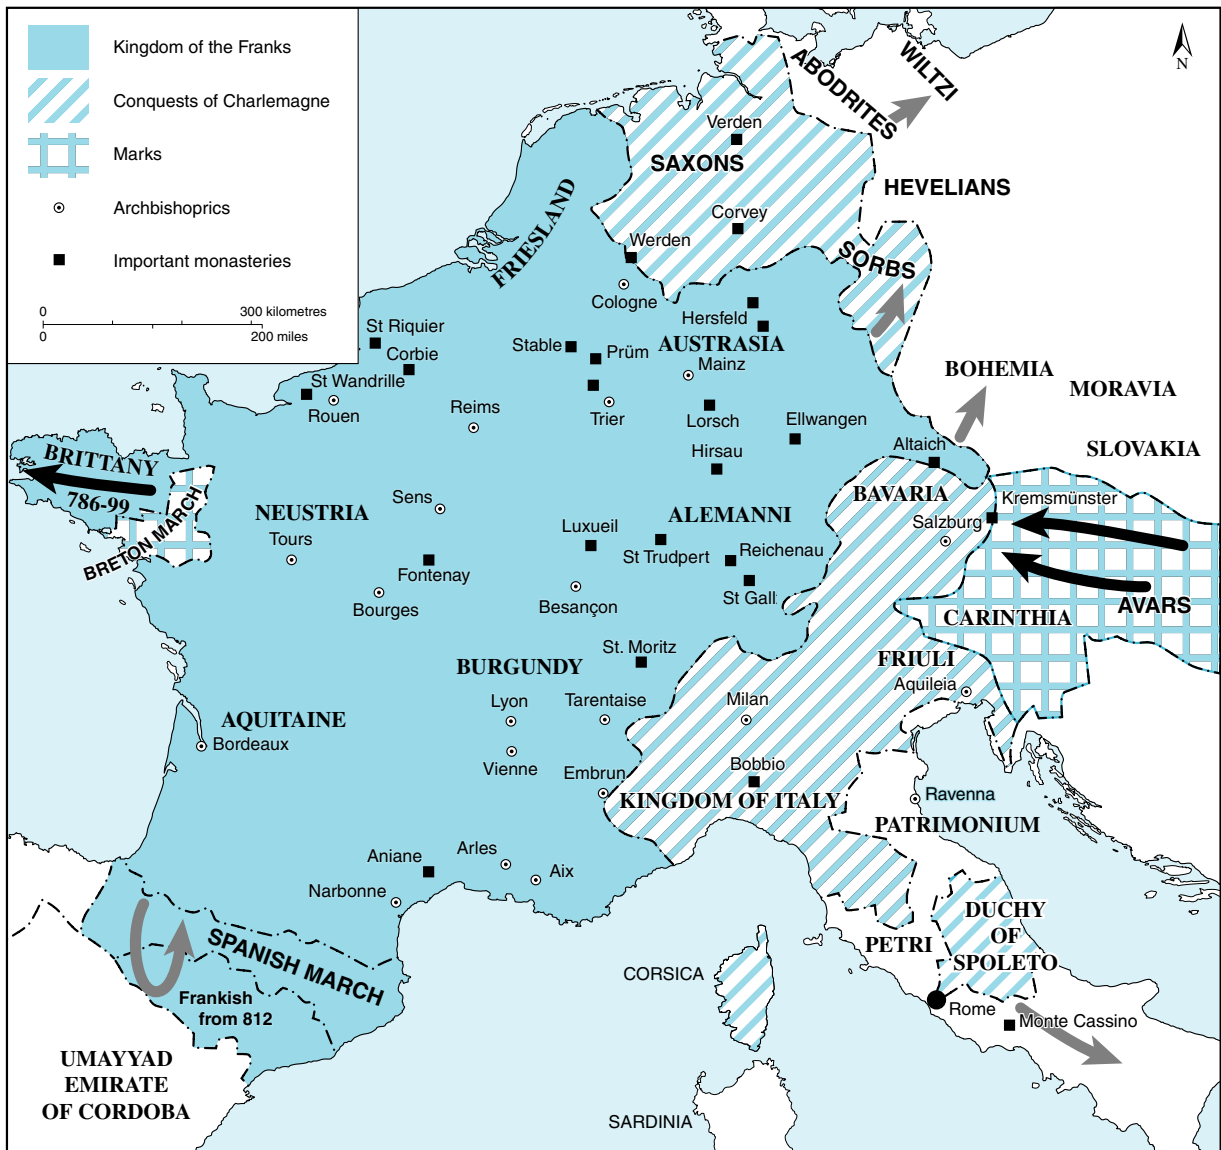 Kingdom of the Franks
Conquests of Charlemagne
Marks
Archbishoprics
Important monasteries
0 300 kilometres
0 200 miles
N
WILTZI
ABODRITES
Verden
SAXONS
HEVELIANS
Corvey
FRIESLAND
Werden
SORBS
Cologne
Hersfeld
St Riquier
Stable
Prüm
AUSTRASIA
Corbie
Mainz
BOHEMIA
MORAVIA
St Wandrille
Rouen
Reims
Trier
Lorsch
Ellwangen
Hirsau
Altaich
SLOVAKIA
BRITTANY
786-99
BRETON MARCH
BAVARIA
Kremsmünster
Sens
NEUSTRIA
Tours
Luxueil
ALEMANNI
Salzburg
St Trudpert
Reichenau
Fontenay
Bourges
Besançon
St Gall
AVARS
CARINTHIA
St. Moritz
BURGUNDY
FRIULI
Aquileia
Lyon
Tarentaise
Milan
AQUITAINE
Bordeaux
Vienne
Embrun
Bobbio
KINGDOM OF ITALY
Ravenna
PATRIMONIUM
Aniane
Arles
Aix
Narbonne
SPANISH MARCH
DUCHY
OF
SPOLETO
PETRI
CORSICA
Frankish
from 812
Rome
Monte Cassino
UMAYYAD
EMIRATE
OF CORDOBA
SARDINIA